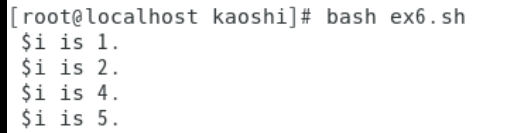 [root@localhost kaoshi]# bash ex6.sh
$i is 1.
$i is 2.
$i is 4.
$i is 5.